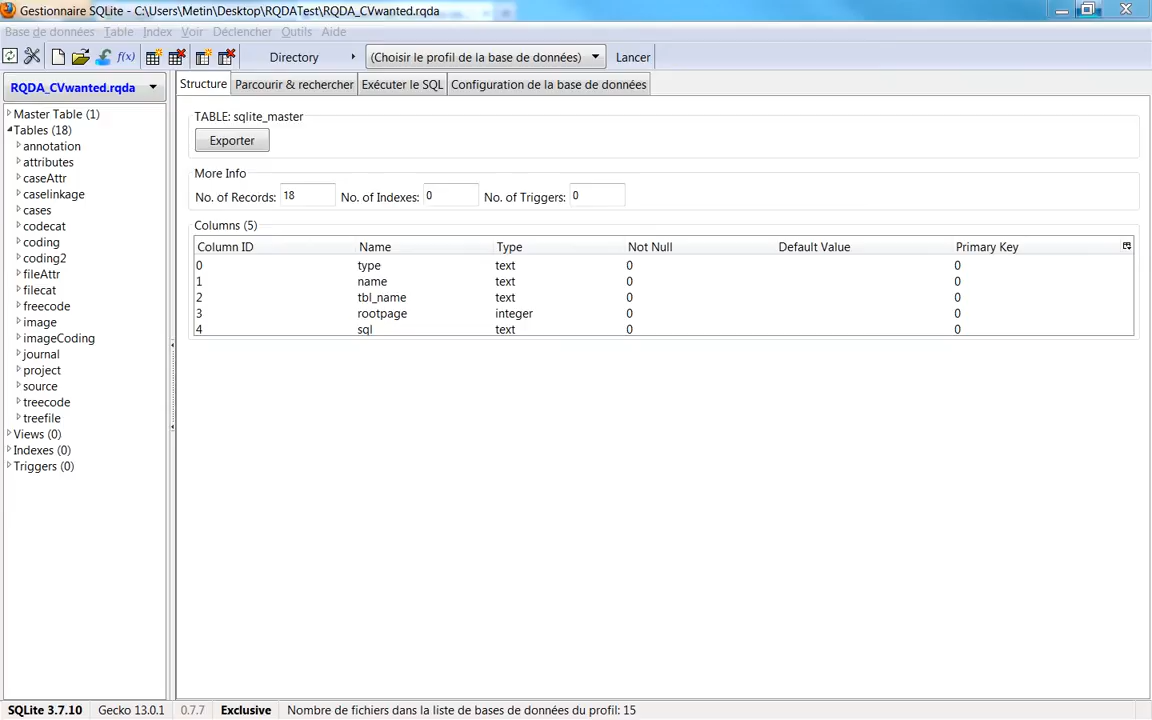 Gestionnaire SQLite - C:\Users\Metin\Desktop\RQDATest\RQDA_CVwanted.rqda
Base de données Table Index Voir Déclencher Outils Aide
f(x) Directory (Choisir le profil de la base de données) Lancer
RQDA_CVwanted.rqda
Structure Parcourir & rechercher Exécuter le SQL Configuration de la base de données
Master Table (1)
Tables (18)
annotation
attributes
caseAttr
caselinkage
cases
codecat
coding
coding2
fileAttr
filecat
freecode
image
imageCoding
journal
project
source
treecode
treefile
Views (0)
Indexes (0)
Triggers (0)
TABLE: sqlite_master
Exporter
More Info
No. of Records: 18 No. of Indexes: 0 No. of Triggers: 0
Columns (5)
Column ID Name Type Not Null Default Value Primary Key
0 type text 0 0
1 name text 0 0
2 tbl_name text 0 0
3 rootpage integer 0 0
4 sql text 0 0
SQLite 3.7.10 Gecko 13.0.1 0.7.7 Exclusive Nombre de fichiers dans la liste de bases de données du profil: 15